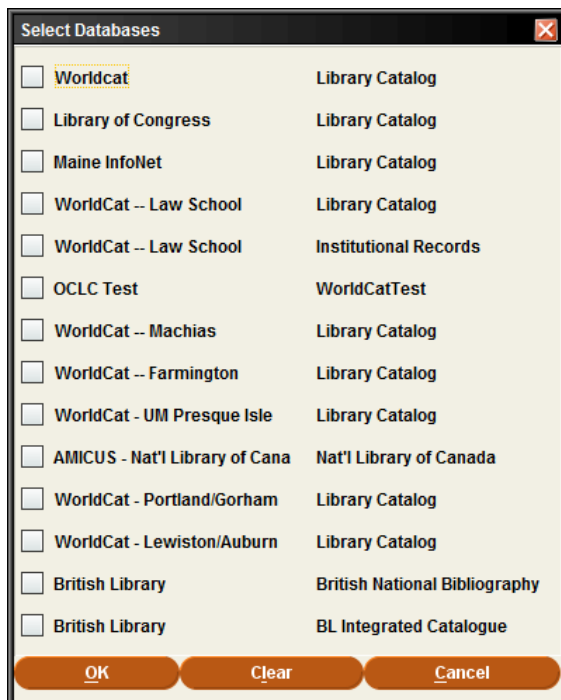 Select Databases
Worldcat Library Catalog
Library of Congress Library Catalog
Maine InfoNet Library Catalog
WorldCat -- Law School Library Catalog
WorldCat -- Law School Institutional Records
OCLC Test WorldCatTest
WorldCat -- Machias Library Catalog
WorldCat -- Farmington Library Catalog
WorldCat - UM Presque Isle Library Catalog
AMICUS - Nat'l Library of Cana Nat'l Library of Canada
WorldCat - Portland/Gorham Library Catalog
WorldCat - Lewiston/Auburn Library Catalog
British Library British National Bibliography
British Library BL Integrated Catalogue
OK Clear Cancel